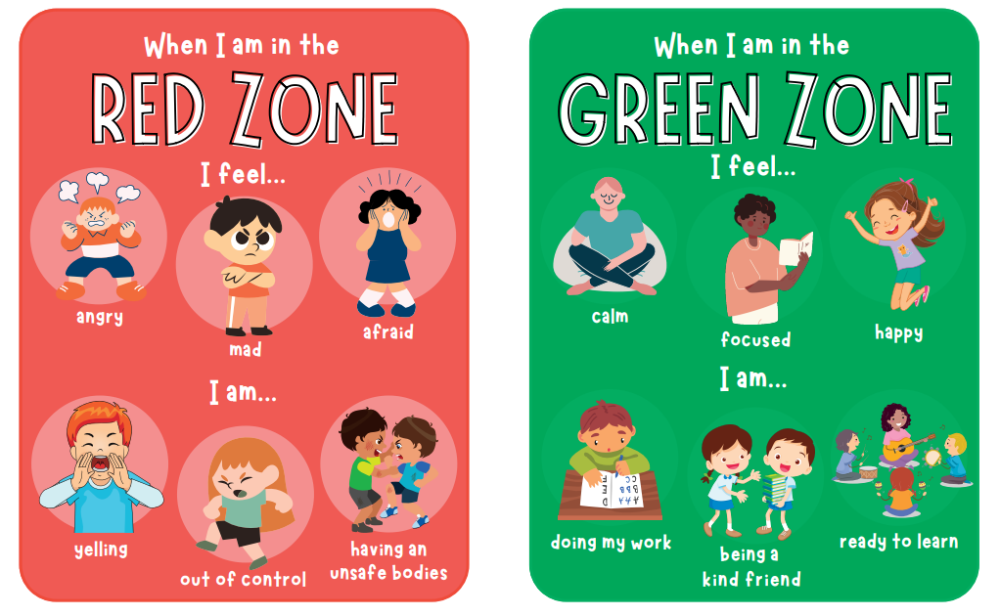 When I am in the
RED ZONE
I feel...
angry
mad
afraid
I am...
yelling
out of control
having an
unsafe bodies
When I am in the
GREEN ZONE
I feel...
calm
focused
happy
I am...
doing my work
being a
kind friend
ready to learn